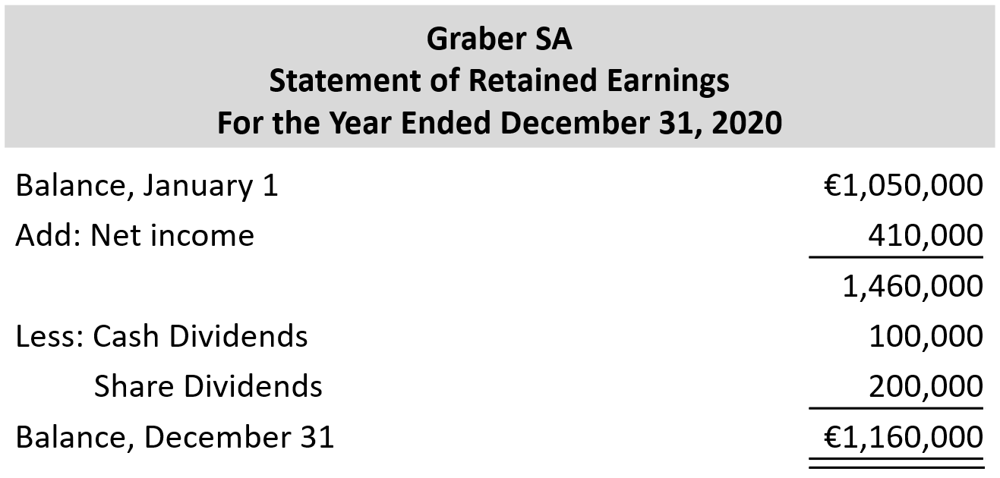 Graber SA
Statement of Retained Earnings
For the Year Ended December 31, 2020
Balance, January 1 €1,050,000
Add: Net income 410,000
1,460,000
Less: Cash Dividends 100,000
Share Dividends 200,000
Balance, December 31 €1,160,000